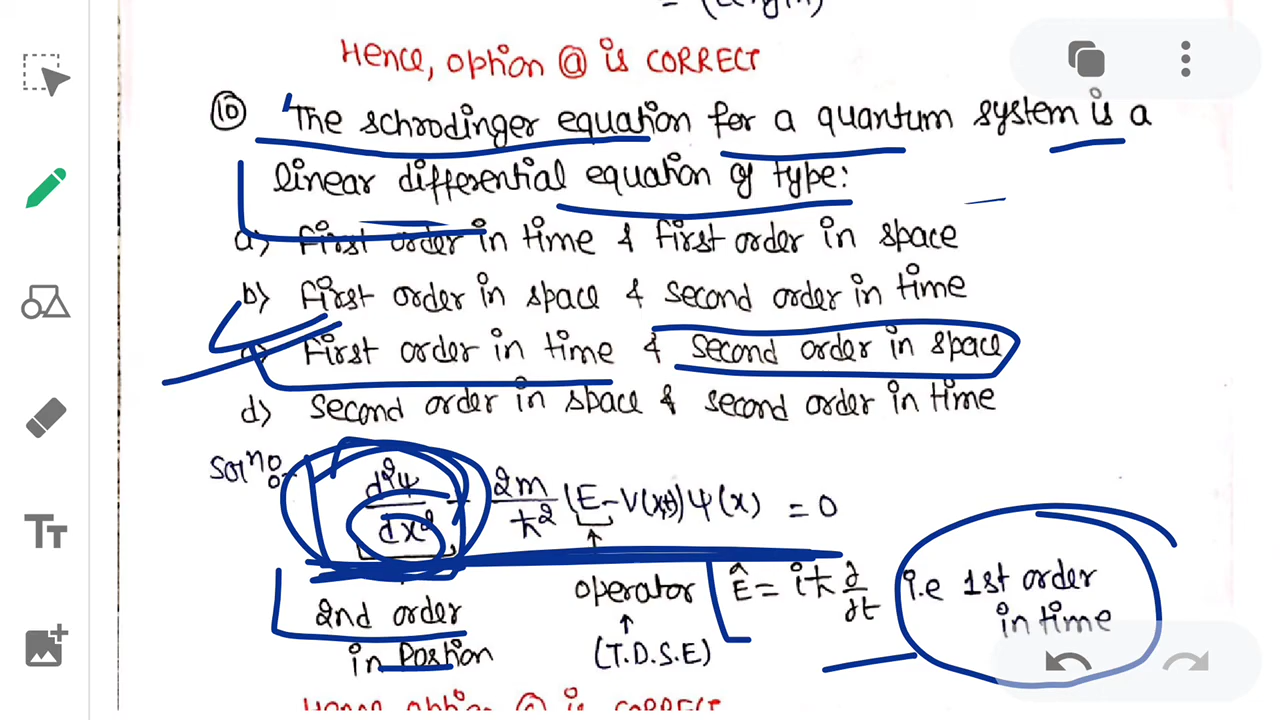 Hence, option ⓐ is CORRECT
⑩ The schrodinger equation for a quantum system is a
linear differential equation of type:
a) first order in time & first order in space
b) first order in space & second order in time
c) first order in time & second order in space
d) second order in space & second order in time
Sol^n:-
d²ψ/dx² + 2m/ℏ² (E-V(x,t))ψ(x) = 0
2nd order
in Postion
operator
(T.D.S.E)
Ê = iℏ ∂/∂t
i.e 1st order
in time
Tт